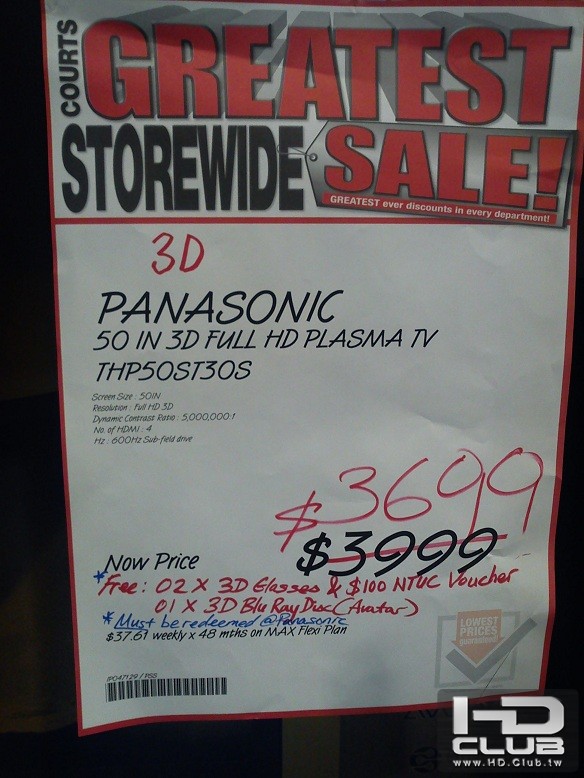 COURTS
GREATEST
STOREWIDE SALE!
GREATEST ever discounts in every department!
3D
PANASONIC
50 IN 3D FULL HD PLASMA TV
THP50ST30S
Screen Size : 50IN
Resolution : Full HD 3D
Dynamic Contrast Ratio : 5,000,000:1
No. of HDMI : 4
Hz : 600Hz Sub-field drive
$3699
Now Price $3999
*Free: 02 X 3D Glasses & $100 NTUC Voucher
01 X 3D Blu Ray Disc (Avatar)
* Must be redeemed @ Panasonic
$37.61 weekly x 48 mths on MAX Flexi Plan
LOWEST
PRICES
guaranteed!
IP047129 / RSS
HD
CLUB
www.HD.Club.tw